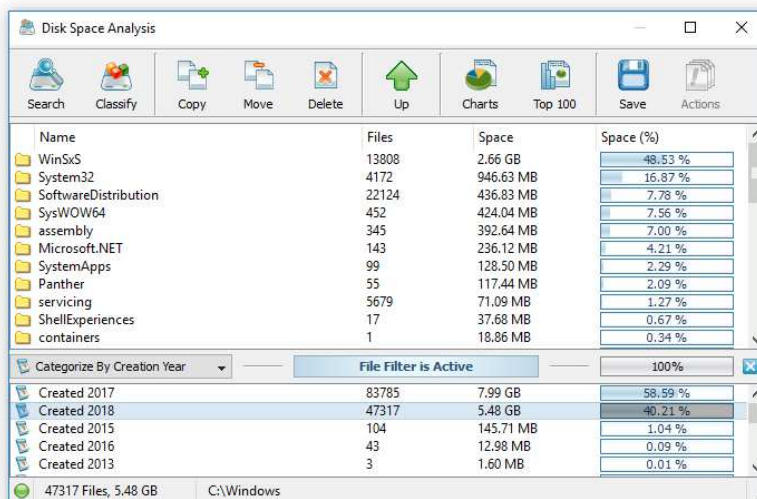 Disk Space Analysis
Search Classify Copy Move Delete Up Charts Top 100 Save Actions
Name Files Space Space (%)
WinSxS 13808 2.66 GB 48.53 %
System32 4172 946.63 MB 16.87 %
SoftwareDistribution 22124 436.83 MB 7.78 %
SysWOW64 452 424.04 MB 7.56 %
assembly 345 392.64 MB 7.00 %
Microsoft.NET 143 236.12 MB 4.21 %
SystemApps 99 128.50 MB 2.29 %
Panther 55 117.44 MB 2.09 %
servicing 5679 71.09 MB 1.27 %
ShellExperiences 17 37.68 MB 0.67 %
containers 1 18.86 MB 0.34 %
Categorize By Creation Year File Filter is Active 100%
Created 2017 83785 7.99 GB 58.59 %
Created 2018 47317 5.48 GB 40.21 %
Created 2015 104 145.71 MB 1.04 %
Created 2016 43 12.98 MB 0.09 %
Created 2013 3 1.60 MB 0.01 %
47317 Files, 5.48 GB C:\Windows